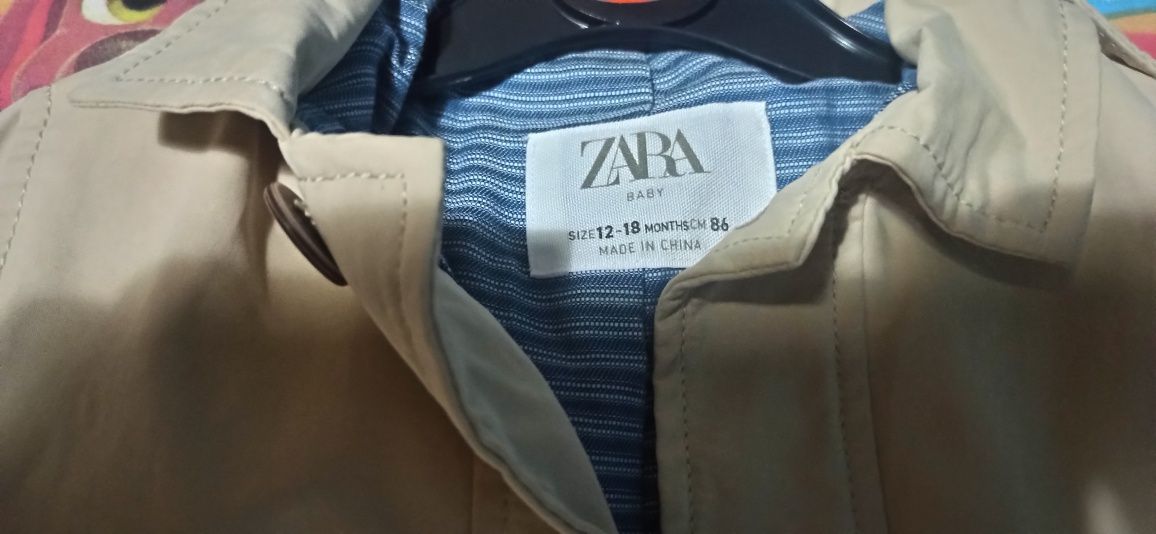 ZARA
BABY
SIZE 12-18 MONTHS CM 86
MADE IN CHINA